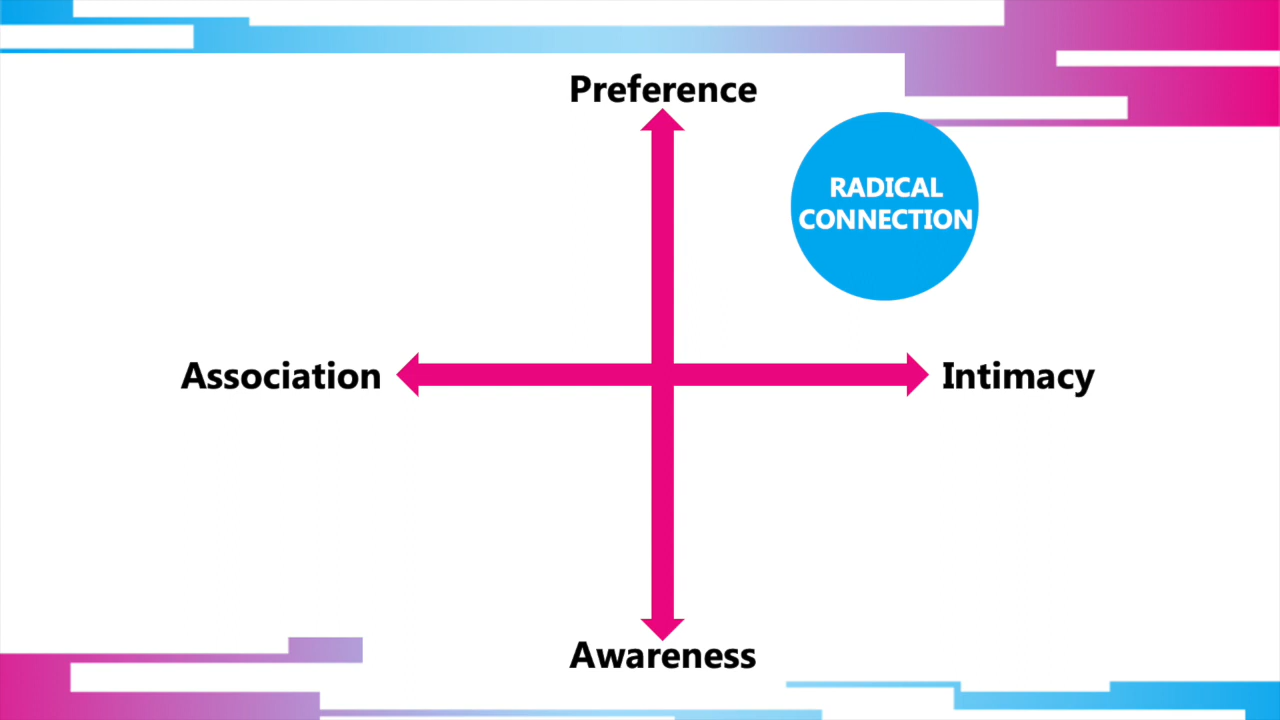 Preference
RADICAL
CONNECTION
Association
Intimacy
Awareness